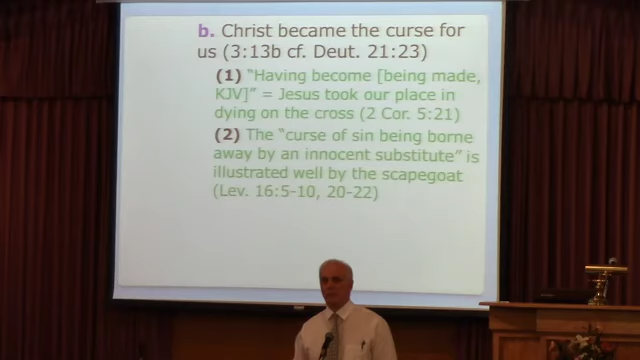 b. Christ became the curse for
us (3:13b cf. Deut. 21:23)
(1) "Having become [being made,
KJV]" = Jesus took our place in
dying on the cross (2 Cor. 5:21)
(2) The "curse of sin being borne
away by an innocent substitute" is
illustrated well by the scapegoat
(Lev. 16:5-10, 20-22)